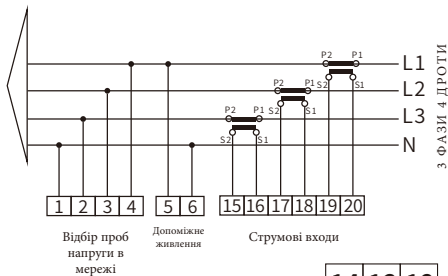 P2 P1
L1
P2 P1 S2 S1
L2
P2 P1 S2 S1
L3
S2 S1
N
3 ФАЗИ 4 ДРОТИ
1 2 3 4 5 6 15 16 17 18 19 20
Відбір проб
напруги в
мережі
Допоміжне
живлення
Струмові входи